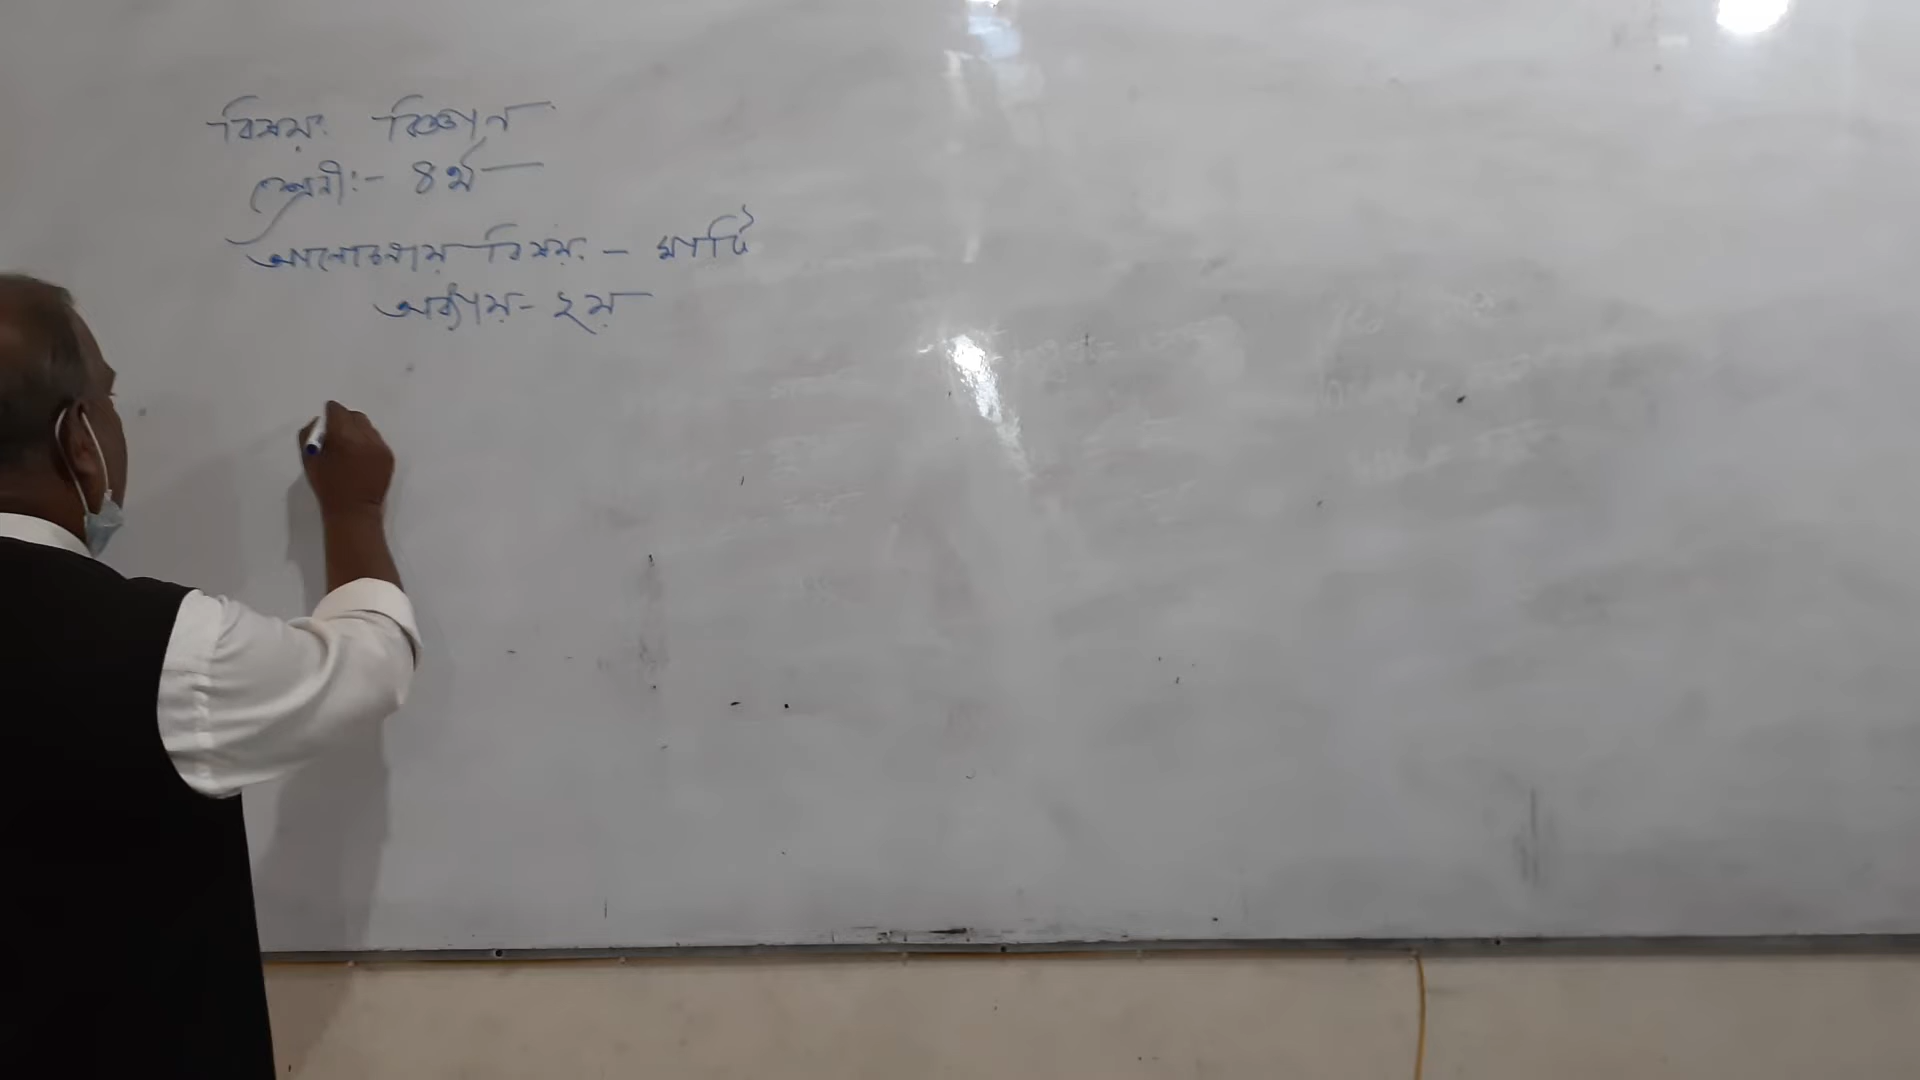 বিষয়: বিজ্ঞান
শ্রেনী:- ৪র্থ
আলোচ্য বিষয়:- মাটি
অধ্যায়- ২য়